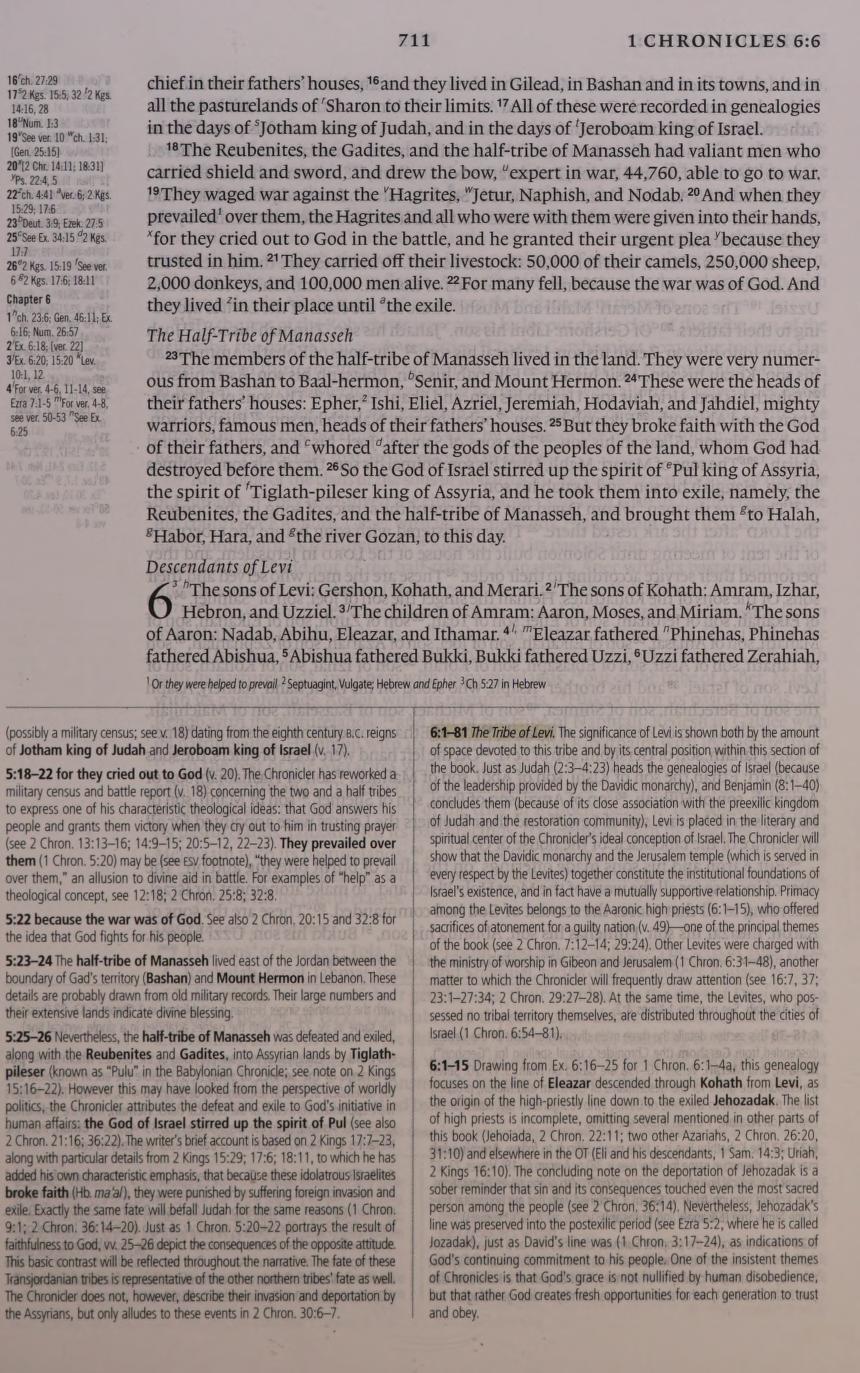 711
1 CHRONICLES 6:6
16 r ch. 27:29
17 s 2 Kgs. 15:5, 32 t 2 Kgs.
14:16, 28
18 u Num. 1:3
19 v See ver. 10 w ch. 1:31;
[Gen. 25:15]
20 x [2 Chr. 14:11; 18:31]
y Ps. 22:4, 5
22 z ch. 4:41 a ver. 6; 2 Kgs.
15:29; 17:6
23 b Deut. 3:9; Ezek. 27:5
25 c See Ex. 34:15 d 2 Kgs.
17:7
26 e 2 Kgs. 15:19 f See ver.
6 g 2 Kgs. 17:6; 18:11
Chapter 6
1 h ch. 23:6; Gen. 46:11; Ex.
6:16; Num. 26:57
2 i Ex. 6:18; [ver. 22]
3 j Ex. 6:20; 15:20 k Lev.
10:1, 12
4 l For ver. 4-6, 11-14, see
Ezra 7:1-5 m For ver. 4-8,
see ver. 50-53 n See Ex.
6:25
chief in their fathers' houses, 16 and they lived in Gilead, in Bashan and in its towns, and in
all the pasturelands of r Sharon to their limits. 17 All of these were recorded in genealogies
in the days of s Jotham king of Judah, and in the days of t Jeroboam king of Israel.
18 The Reubenites, the Gadites, and the half-tribe of Manasseh had valiant men who
carried shield and sword, and drew the bow, u expert in war, 44,760, able to go to war.
19 They waged war against the v Hagrites, w Jetur, Naphish, and Nodab. 20 And when they
prevailed 1 over them, the Hagrites and all who were with them were given into their hands,
x for they cried out to God in the battle, and he granted their urgent plea y because they
trusted in him. 21 They carried off their livestock: 50,000 of their camels, 250,000 sheep,
2,000 donkeys, and 100,000 men alive. 22 For many fell, because the war was of God. And
they lived z in their place until a the exile.
The Half-Tribe of Manasseh
23 The members of the half-tribe of Manasseh lived in the land. They were very numer-
ous from Bashan to Baal-hermon, b Senir, and Mount Hermon. 24 These were the heads of
their fathers' houses: Epher, 2 Ishi, Eliel, Azriel, Jeremiah, Hodaviah, and Jahdiel, mighty
warriors, famous men, heads of their fathers' houses. 25 But they broke faith with the God
of their fathers, and c whored d after the gods of the peoples of the land, whom God had
destroyed before them. 26 So the God of Israel stirred up the spirit of e Pul king of Assyria,
the spirit of f Tiglath-pileser king of Assyria, and he took them into exile, namely, the
Reubenites, the Gadites, and the half-tribe of Manasseh, and brought them g to Halah,
g Habor, Hara, and g the river Gozan, to this day.
Descendants of Levi
6 3 h The sons of Levi: Gershon, Kohath, and Merari. 2 i The sons of Kohath: Amram, Izhar,
Hebron, and Uzziel. 3 j The children of Amram: Aaron, Moses, and Miriam. k The sons
of Aaron: Nadab, Abihu, Eleazar, and Ithamar. 4 l, m Eleazar fathered n Phinehas, Phinehas
fathered Abishua, 5 Abishua fathered Bukki, Bukki fathered Uzzi, 6 Uzzi fathered Zerahiah,
1 Or they were helped to prevail 2 Septuagint, Vulgate; Hebrew and Epher 3 Ch 5:27 in Hebrew
(possibly a military census; see v. 18) dating from the eighth century B.C. reigns
of Jotham king of Judah and Jeroboam king of Israel (v. 17).
5:18–22 for they cried out to God (v. 20). The Chronicler has reworked a
military census and battle report (v. 18) concerning the two and a half tribes
to express one of his characteristic theological ideas: that God answers his
people and grants them victory when they cry out to him in trusting prayer
(see 2 Chron. 13:13–16; 14:9–15; 20:5–12, 22–23). They prevailed over
them (1 Chron. 5:20) may be (see ESV footnote), "they were helped to prevail
over them," an allusion to divine aid in battle. For examples of "help" as a
theological concept, see 12:18; 2 Chron. 25:8; 32:8.
5:22 because the war was of God. See also 2 Chron. 20:15 and 32:8 for
the idea that God fights for his people.
5:23–24 The half-tribe of Manasseh lived east of the Jordan between the
boundary of Gad's territory (Bashan) and Mount Hermon in Lebanon. These
details are probably drawn from old military records. Their large numbers and
their extensive lands indicate divine blessing.
5:25–26 Nevertheless, the half-tribe of Manasseh was defeated and exiled,
along with the Reubenites and Gadites, into Assyrian lands by Tiglath-
pileser (known as "Pulu" in the Babylonian Chronicle; see note on 2 Kings
15:16–22). However this may have looked from the perspective of worldly
politics, the Chronicler attributes the defeat and exile to God's initiative in
human affairs: the God of Israel stirred up the spirit of Pul (see also
2 Chron. 21:16; 36:22). The writer's brief account is based on 2 Kings 17:7–23,
along with particular details from 2 Kings 15:29; 17:6; 18:11, to which he has
added his own characteristic emphasis, that because these idolatrous Israelites
broke faith (Hb. ma'al), they were punished by suffering foreign invasion and
exile. Exactly the same fate will befall Judah for the same reasons (1 Chron.
9:1; 2 Chron. 36:14–20). Just as 1 Chron. 5:20–22 portrays the result of
faithfulness to God, vv. 25–26 depict the consequences of the opposite attitude.
This basic contrast will be reflected throughout the narrative. The fate of these
Transjordanian tribes is representative of the other northern tribes' fate as well.
The Chronicler does not, however, describe their invasion and deportation by
the Assyrians, but only alludes to these events in 2 Chron. 30:6–7.
6:1–81 The Tribe of Levi. The significance of Levi is shown both by the amount
of space devoted to this tribe and by its central position within this section of
the book. Just as Judah (2:3–4:23) heads the genealogies of Israel (because
of the leadership provided by the Davidic monarchy), and Benjamin (8:1–40)
concludes them (because of its close association with the preexilic kingdom
of Judah and the restoration community), Levi is placed in the literary and
spiritual center of the Chronicler's ideal conception of Israel. The Chronicler will
show that the Davidic monarchy and the Jerusalem temple (which is served in
every respect by the Levites) together constitute the institutional foundations of
Israel's existence, and in fact have a mutually supportive relationship. Primacy
among the Levites belongs to the Aaronic high priests (6:1–15), who offered
sacrifices of atonement for a guilty nation (v. 49)—one of the principal themes
of the book (see 2 Chron. 7:12–14; 29:24). Other Levites were charged with
the ministry of worship in Gibeon and Jerusalem (1 Chron. 6:31–48), another
matter to which the Chronicler will frequently draw attention (see 16:7, 37;
23:1–27:34; 2 Chron. 29:27–28). At the same time, the Levites, who pos-
sessed no tribal territory themselves, are distributed throughout the cities of
Israel (1 Chron. 6:54–81).
6:1–15 Drawing from Ex. 6:16–25 for 1 Chron. 6:1–4a, this genealogy
focuses on the line of Eleazar descended through Kohath from Levi, as
the origin of the high-priestly line down to the exiled Jehozadak. The list
of high priests is incomplete, omitting several mentioned in other parts of
this book (Jehoiada, 2 Chron. 22:11; two other Azariahs, 2 Chron. 26:20,
31:10) and elsewhere in the OT (Eli and his descendants, 1 Sam. 14:3; Uriah,
2 Kings 16:10). The concluding note on the deportation of Jehozadak is a
sober reminder that sin and its consequences touched even the most sacred
person among the people (see 2 Chron. 36:14). Nevertheless, Jehozadak's
line was preserved into the postexilic period (see Ezra 5:2, where he is called
Jozadak), just as David's line was (1 Chron. 3:17–24), as indications of
God's continuing commitment to his people. One of the insistent themes
of Chronicles is that God's grace is not nullified by human disobedience,
but that rather God creates fresh opportunities for each generation to trust
and obey.